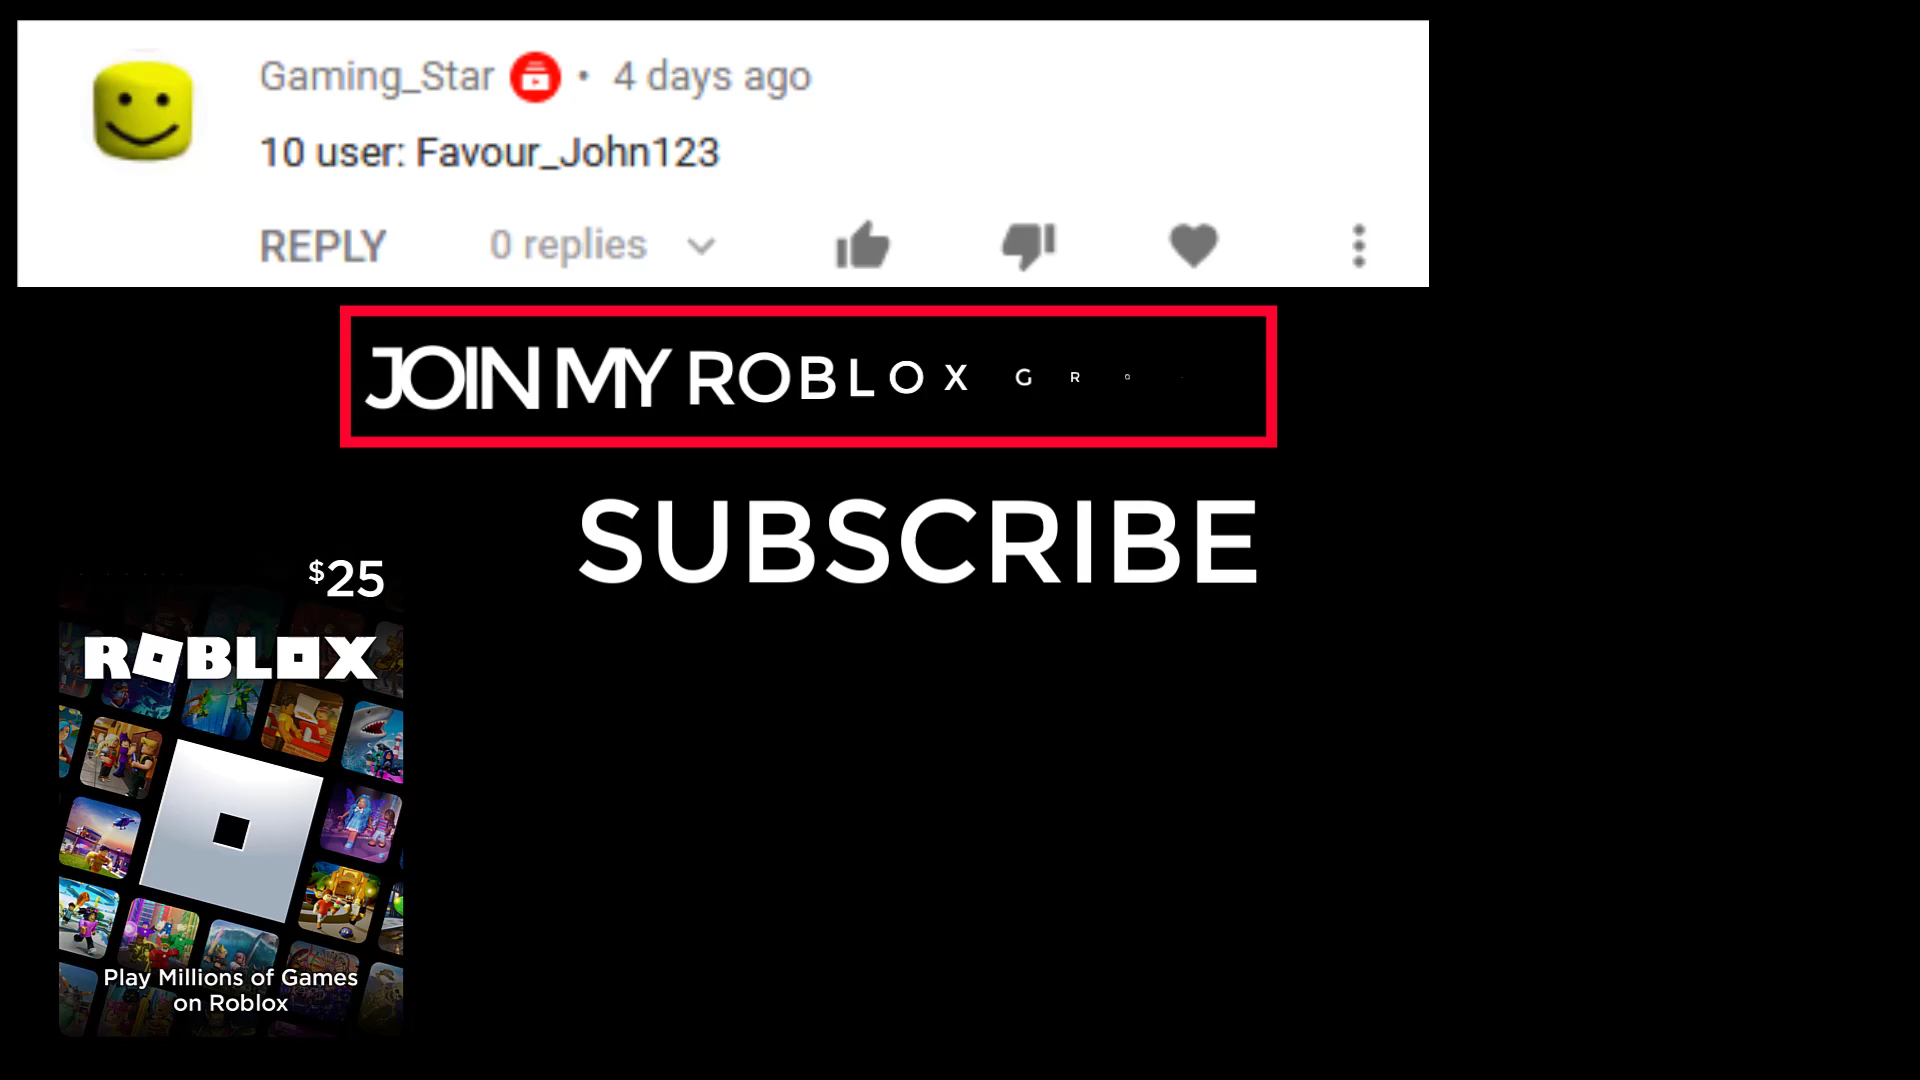 Gaming_Star • 4 days ago
10 user: Favour_John123
REPLY 0 replies
JOIN MY ROBLOX GRO
SUBSCRIBE
$25
ROBLOX
Play Millions of Games
on Roblox